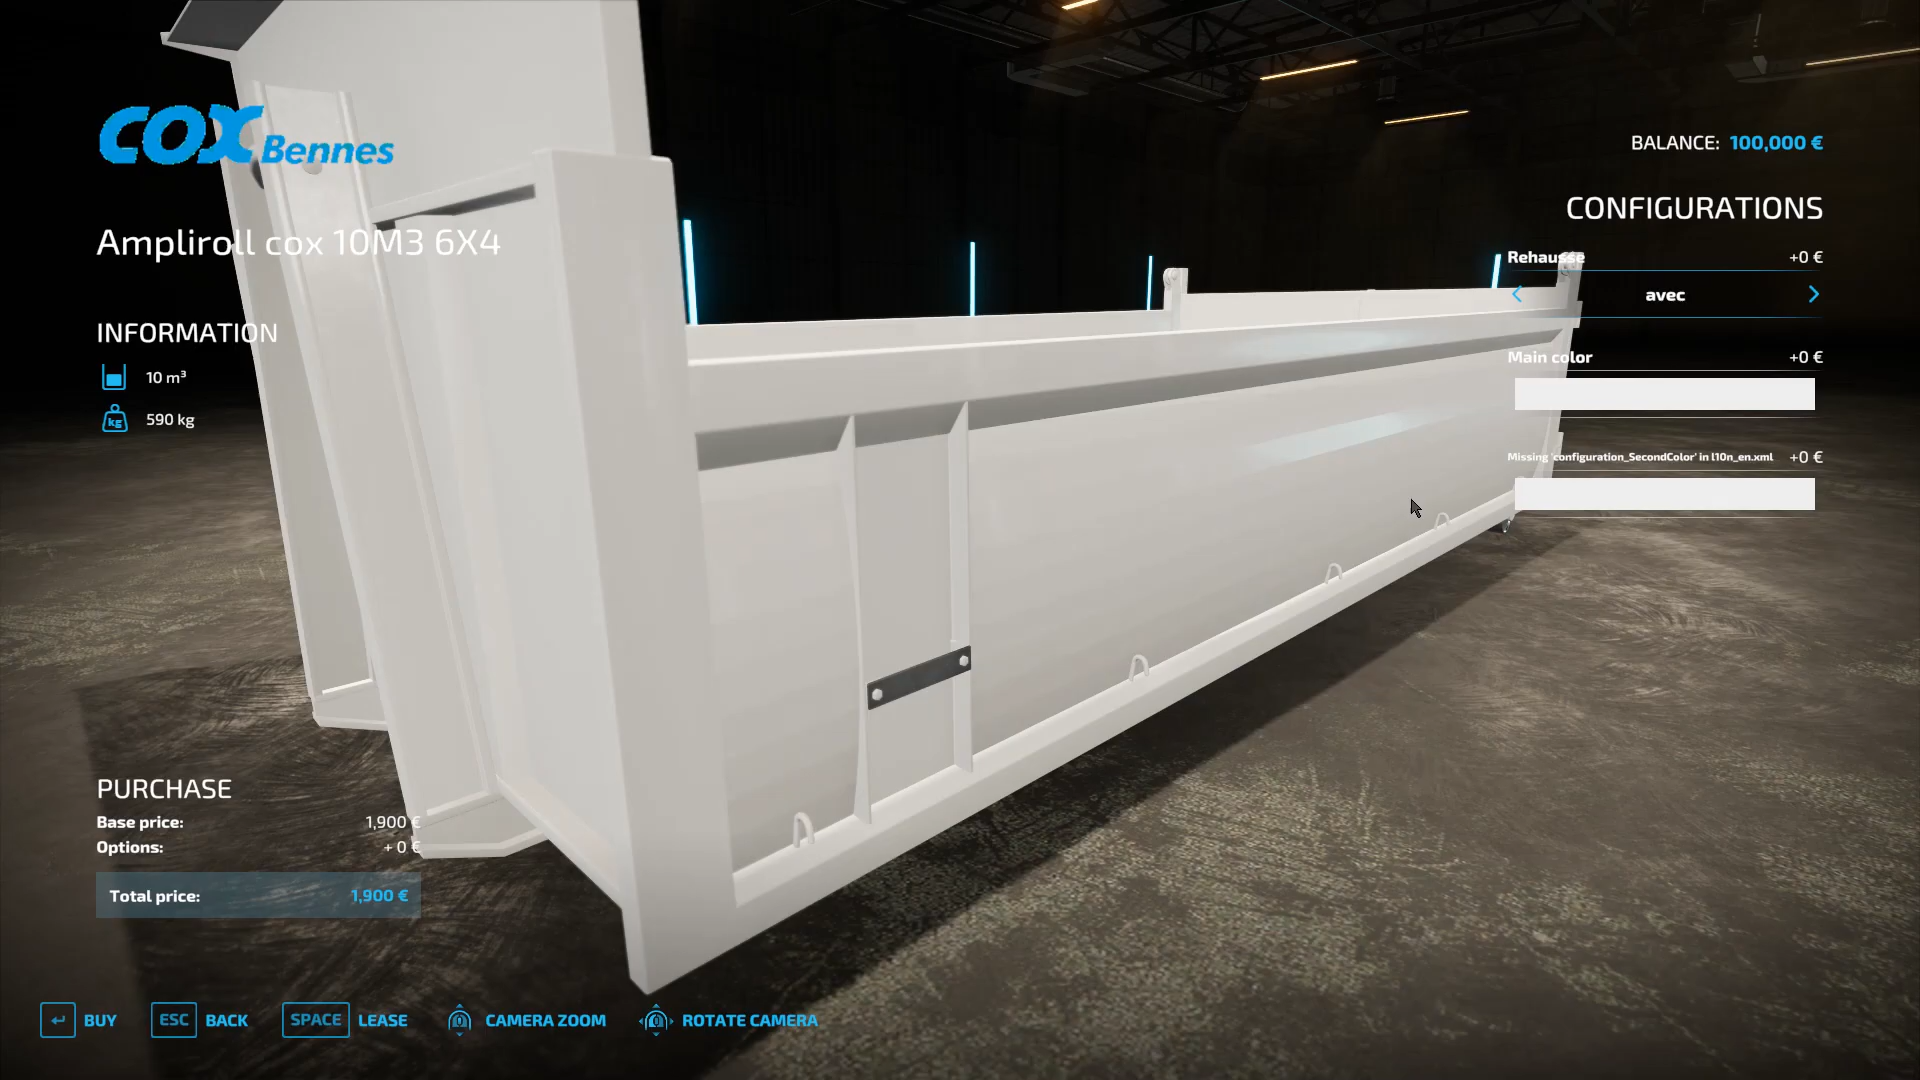 cox Bennes
Ampliroll cox 10M3 6X4
INFORMATION
10 m³
kg 590 kg
PURCHASE
Base price: 1,900 €
Options: + 0 €
Total price: 1,900 €
BALANCE: 100,000 €
CONFIGURATIONS
Rehausse +0 €
avec
Main color +0 €
Missing 'configuration_SecondColor' in l10n_en.xml +0 €
BUY
ESC BACK
SPACE LEASE
CAMERA ZOOM
ROTATE CAMERA